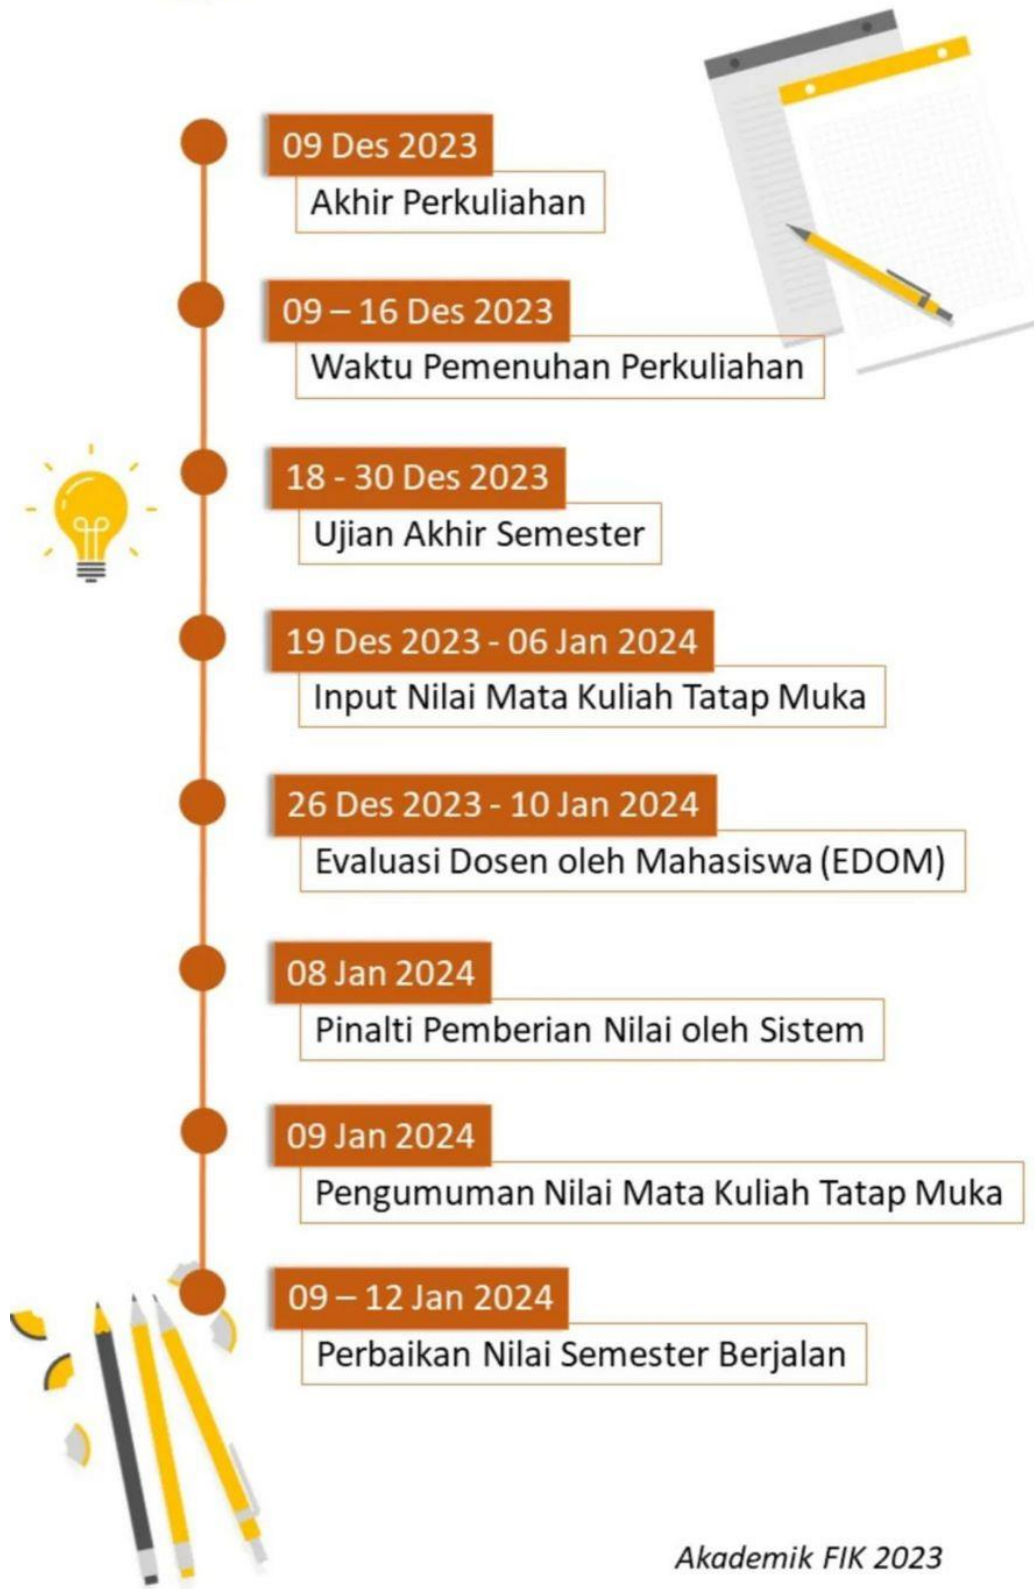 09 Des 2023
Akhir Perkuliahan
09 – 16 Des 2023
Waktu Pemenuhan Perkuliahan
18 - 30 Des 2023
Ujian Akhir Semester
19 Des 2023 - 06 Jan 2024
Input Nilai Mata Kuliah Tatap Muka
26 Des 2023 - 10 Jan 2024
Evaluasi Dosen oleh Mahasiswa (EDOM)
08 Jan 2024
Pinalti Pemberian Nilai oleh Sistem
09 Jan 2024
Pengumuman Nilai Mata Kuliah Tatap Muka
09 – 12 Jan 2024
Perbaikan Nilai Semester Berjalan
Akademik FIK 2023